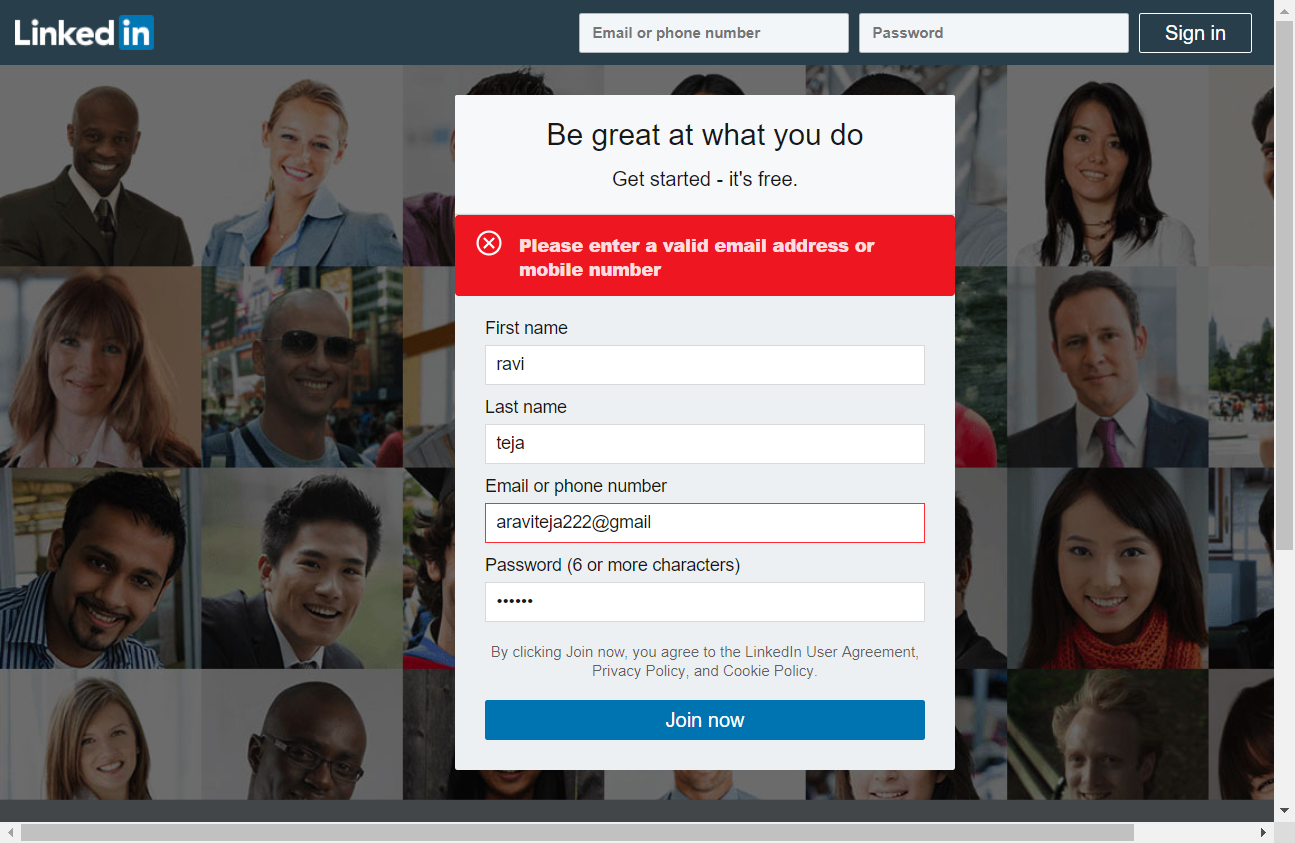 Linked in
Email or phone number
Password
Sign in
Be great at what you do
Get started - it's free.
Please enter a valid email address or
mobile number
First name
ravi
Last name
teja
Email or phone number
araviteja222@gmail
Password (6 or more characters)
••••••
By clicking Join now, you agree to the LinkedIn User Agreement,
Privacy Policy, and Cookie Policy.
Join now